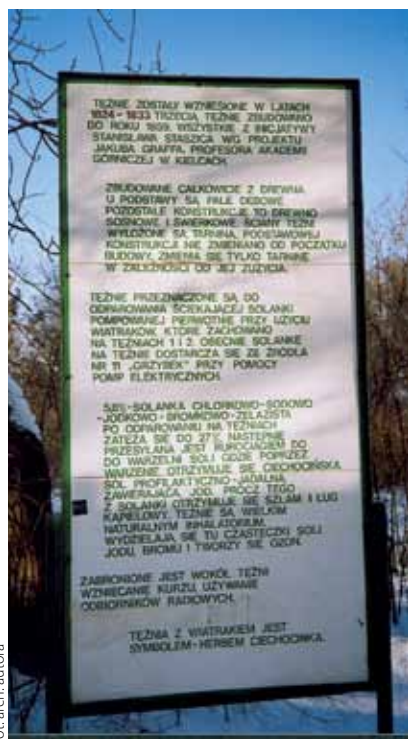 TĘŻNIE ZOSTAŁY WZNIESIONE W LATACH
1824-1833 TRZECIĄ TĘŻNIĘ ZBUDOWANO
DO ROKU 1859. WSZYSTKIE Z INICJATYWY
STANISŁAWA STASZICA WG PROJEKTU
JAKUBA GRAFFA, PROFESORA AKADEMII
GÓRNICZEJ W KIELCACH.
ZBUDOWANE CAŁKOWICIE Z DREWNA
U PODSTAWY SĄ PALE DĘBOWE
POZOSTAŁE KONSTRUKCJE TO DREWNO
SOSNOWE I ŚWIERKOWE. ŚCIANY TĘŻNI
WYŁOŻONE SĄ TARNINĄ. PODSTAWOWEJ
KONSTRUKCJI NIE ZMIENIANO OD POCZĄTKU
BUDOWY, ZMIENIA SIĘ TYLKO TARNINĘ
W ZALEŻNOŚCI OD JEJ ZUŻYCIA.
TĘŻNIE PRZEZNACZONE SĄ DO
ODPAROWANIA ŚCIEKAJĄCEJ SOLANKI
POMPOWANEJ PIERWOTNIE PRZY UŻYCIU
WIATRAKÓW, KTÓRE ZACHOWANO
NA TĘŻNIACH 1 i 2. OBECNIE SOLANKĘ
NA TĘŻNIE DOSTARCZA SIĘ ZE ŹRÓDŁA
NR 11 „GRZYBEK” PRZY POMOCY
POMP ELEKTRYCZNYCH.
5,8%-SOLANKA CHLORKOWO-SODOWO
-JODKOWO-BROMKOWO-ŻELAZISTA
PO ODPAROWANIU NA TĘŻNIACH
ZATĘŻA SIĘ DO 27%, NASTĘPNIE
PRZESYŁANA JEST RUROCIĄGIEM DO
DO WARZELNI SOLI, GDZIE POPRZEZ
WARZENIE OTRZYMUJE SIĘ CIECHOCIŃSKĄ
SÓL PROFILAKTYCZNO-JADALNĄ,
ZAWIERAJĄCĄ JOD. PRÓCZ TEGO
Z SOLANKI OTRZYMUJE SIĘ SZLAM I ŁUG
KĄPIELOWY. TĘŻNIE SĄ WIELKIM
NATURALNYM INHALATORIUM,
WYDZIELAJĄ SIĘ TU CZĄSTECZKI SOLI
JODU, BROMU I TWORZY SIĘ OZON.
ZABRONIONE JEST WOKÓŁ TĘŻNI
WZNIECANIE KURZU, UŻYWANIE
ODBIORNIKÓW RADIOWYCH.
TĘŻNIA Z WIATRAKIEM JEST
SYMBOLEM-HERBEM CIECHOCINKA.
arch. autora